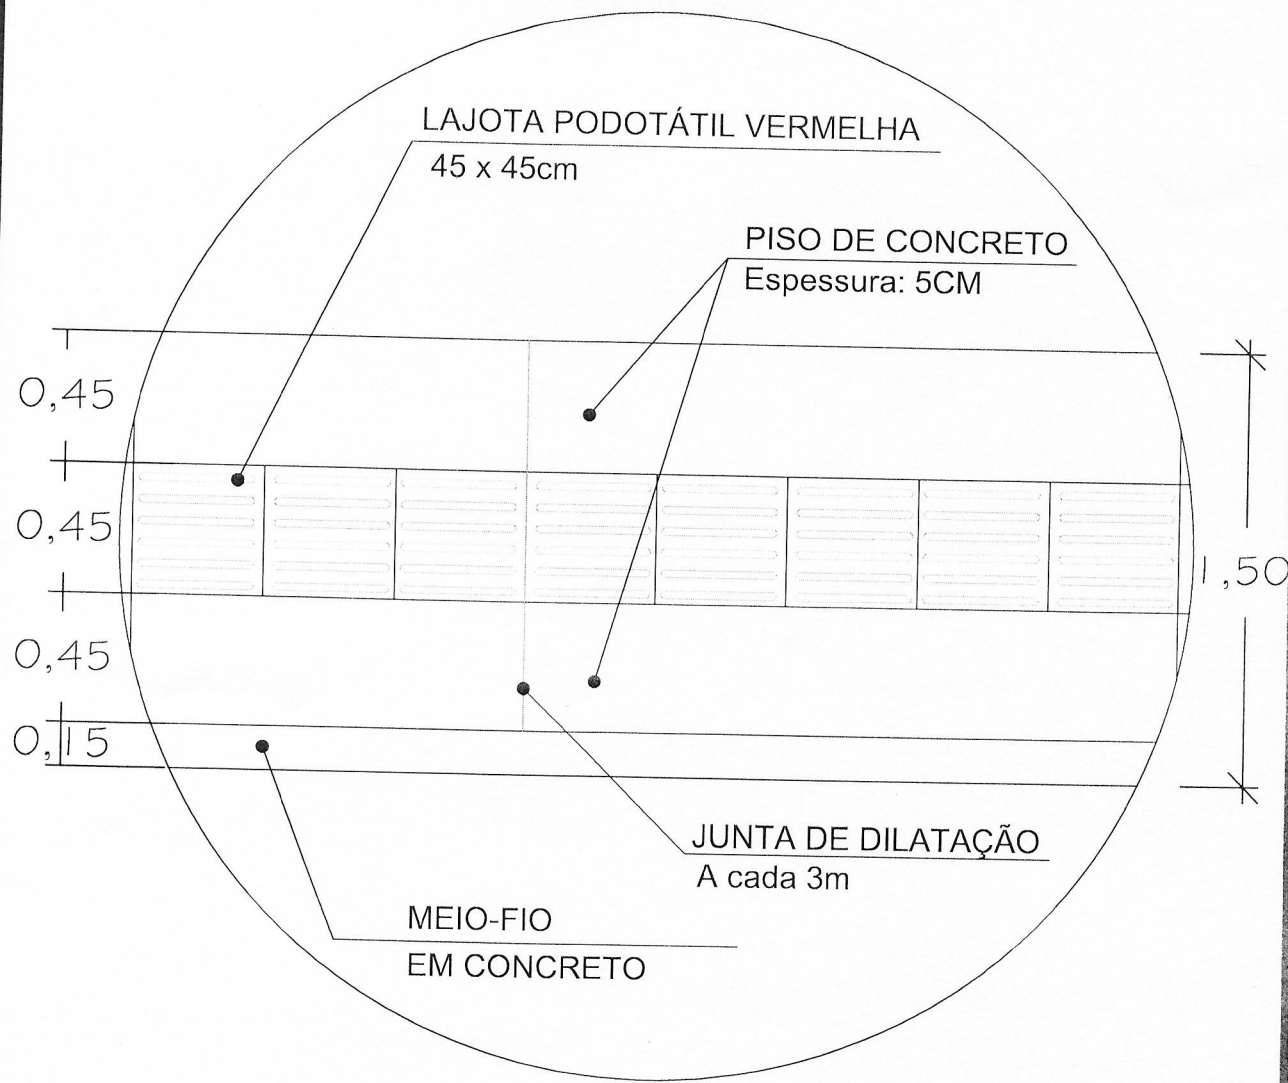 LAJOTA PODOTÁTIL VERMELHA
45 x 45cm
PISO DE CONCRETO
Espessura: 5CM
0,45
0,45
1,50
0,45
0,15
JUNTA DE DILATAÇÃO
A cada 3m
MEIO-FIO
EM CONCRETO